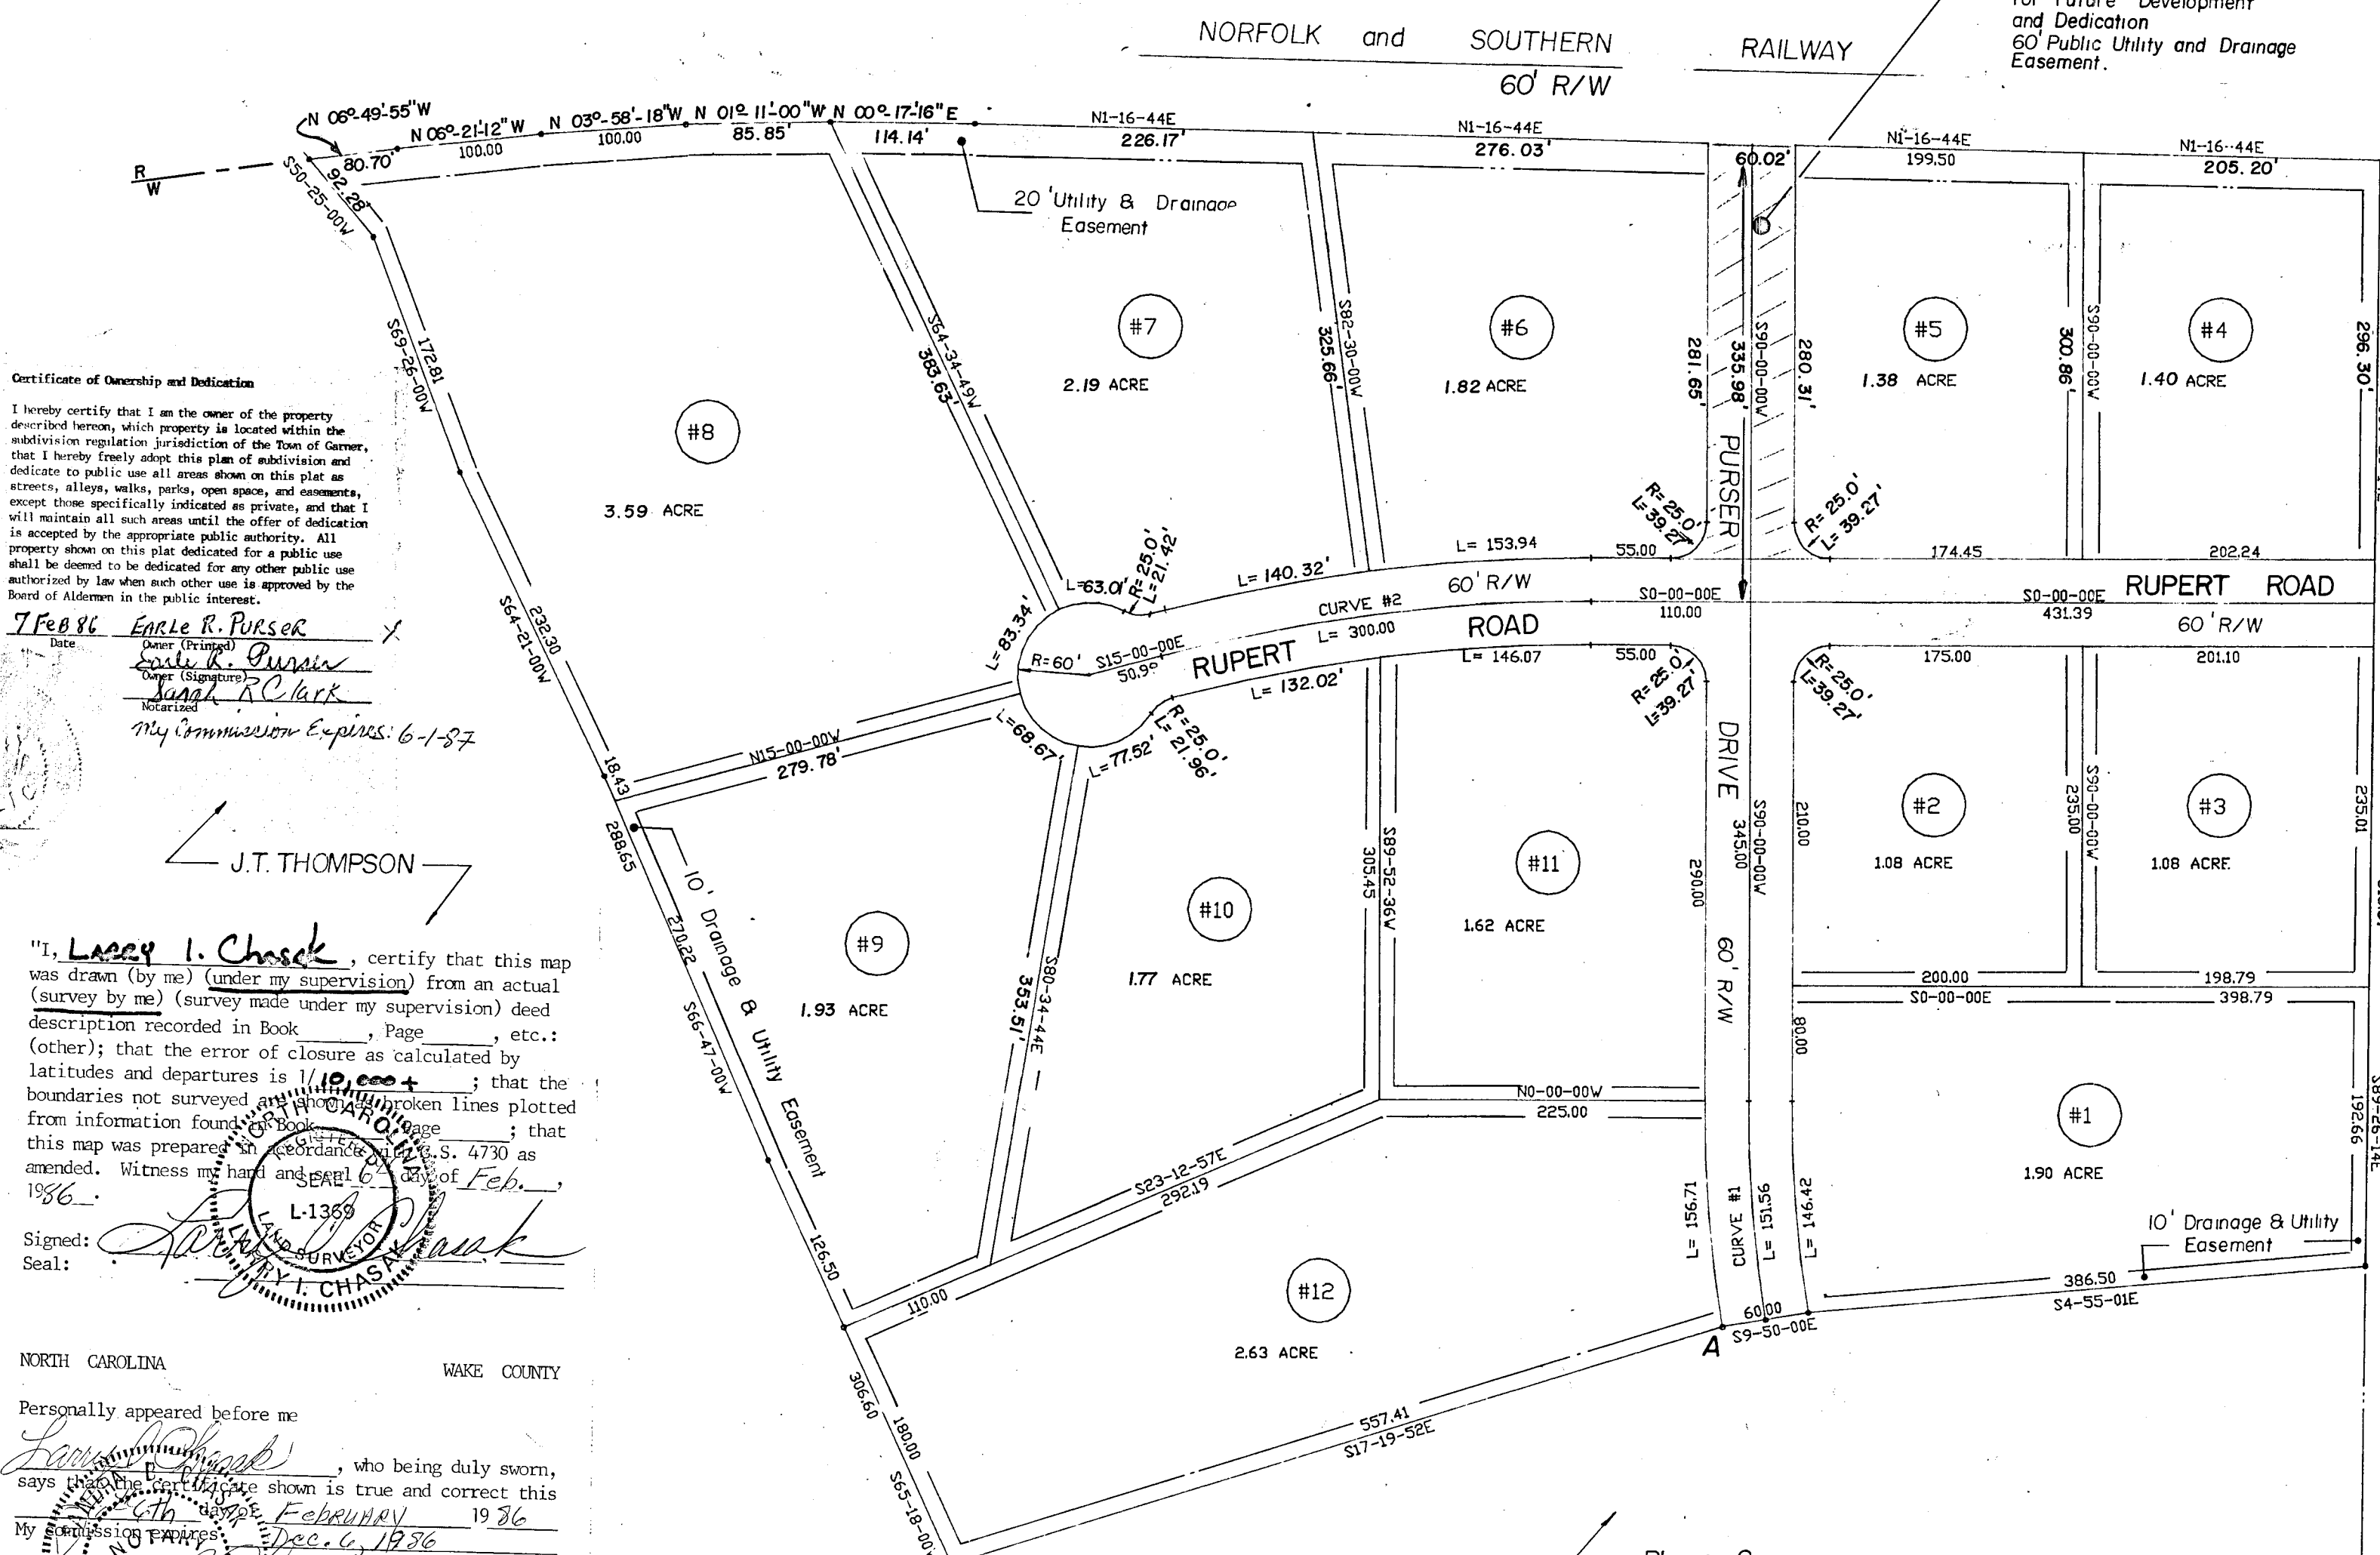 for Future Development
and Dedication
60' Public Utility and Drainage
Easement.
NORFOLK and SOUTHERN RAILWAY
60' R/W
R
W
N 06º-49'-55"W
80.70'
N 06º-21'12" W
100.00
N 03º-58'-18"W
100.00
N 01º 11'-00"W
85.85'
N 00º-17'-16" E
114.14'
N1-16-44E
226.17'
N1-16-44E
276.03'
60.02'
N1-16-44E
199.50
N1-16-44E
205.20'
S50-25-00W
92.28'
20' Utility & Drainage
Easement
S69-26-00W
172.81
#8
3.59 ACRE
S64-34-49W
383.63'
#7
2.19 ACRE
S82-30-00W
325.66'
#6
1.82 ACRE
281.65'
335.98'
S90-00-00W
280.31'
#5
1.38 ACRE
300.86'
S90-00-00W
#4
1.40 ACRE
296.30'
PURSER
R=25.0'
L=39.27'
R=25.0'
L=39.27'
L= 153.94
55.00
174.45
202.24
L=63.01'
R=25.0'
L=21.42'
L= 140.32'
60' R/W
CURVE #2
L= 300.00
S0-00-00E
110.00
S0-00-00E
431.39
RUPERT ROAD
60' R/W
L=83.34'
R=60'
S15-00-00E
50.99'
RUPERT ROAD
L= 146.07
55.00
175.00
201.10
L= 132.02'
R=25.0'
L=39.27'
R=25.0'
L=39.27'
L=68.67'
L=77.52'
R=25.0'
L= 21.96'
232.30
S64-21-00W
N15-00-00W
279.78'
18.43
288.65
270.22
10' Drainage & Utility Easement
S66-47-00W
126.50
#9
1.93 ACRE
S80-34-44E
353.51'
#10
1.77 ACRE
305.45
S89-52-36W
#11
1.62 ACRE
290.00
DRIVE
345.00
S90-00-00W
60' R/W
210.00
#2
1.08 ACRE
235.00
S90-00-00W
#3
1.08 ACRE
235.01
200.00
198.79
S0-00-00E
398.79
80.00
N0-00-00W
225.00
#1
1.90 ACRE
192.66
S89-26-14E
S23-12-57E
292.19
110.00
L= 156.71
CURVE #1
L= 151.56
L= 146.42
10' Drainage & Utility
Easement
386.50
S4-55-01E
60.00
S9-50-00E
A
#12
2.63 ACRE
557.41
S17-19-52E
306.60
180.00
S65-18-00W
Certificate of Ownership and Dedication
I hereby certify that I am the owner of the property
described hereon, which property is located within the
subdivision regulation jurisdiction of the Town of Garner,
that I hereby freely adopt this plan of subdivision and
dedicate to public use all areas shown on this plat as
streets, alleys, walks, parks, open space, and easements,
except those specifically indicated as private, and that I
will maintain all such areas until the offer of dedication
is accepted by the appropriate public authority. All
property shown on this plat dedicated for a public use
shall be deemed to be dedicated for any other public use
authorized by law when such other use is approved by the
Board of Aldermen in the public interest.
7 FEB 86 EARLE R. PURSER
Date Owner (Printed)
Earle R. Purser
Owner (Signature)
Sarah R Clark
Notarized
My Commission Expires: 6-1-87
J.T. THOMPSON
"I, LARRY I. Chasak, certify that this map
was drawn (by me) (under my supervision) from an actual
(survey by me) (survey made under my supervision) deed
description recorded in Book , Page , etc.:
(other); that the error of closure as calculated by
latitudes and departures is 1/10,000+ ; that the
boundaries not surveyed are shown as broken lines plotted
from information found in Book Page ; that
this map was prepared in accordance with G.S. 4730 as
amended. Witness my hand and seal 6th day of Feb.,
1986.
NORTH CAROLINA
REGISTERED
SEAL
L-1369
LAND SURVEYOR
LARRY I. CHASAK
Signed: Larry I. Chasak
Seal:
NORTH CAROLINA WAKE COUNTY
Personally appeared before me
Larry I. Chasak, who being duly sworn,
says that the certificate shown is true and correct this
6th day of FEBRUARY 1986
My commission expires Dec. 6, 1986
NOTARY